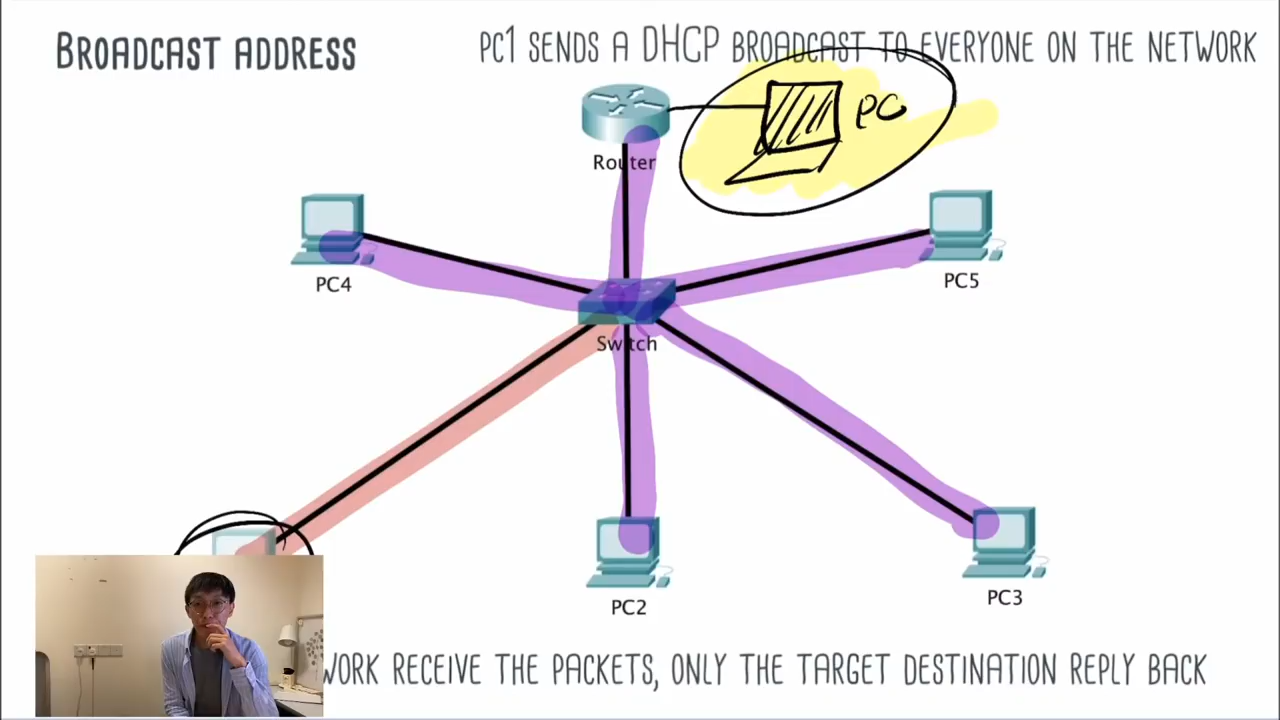 BROADCAST ADDRESS
PC1 SENDS A DHCP BROADCAST TO EVERYONE ON THE NETWORK
PC
Router
PC4
PC5
Switch
PC2
PC3
RECEIVE THE PACKETS, ONLY THE TARGET DESTINATION REPLY BACK